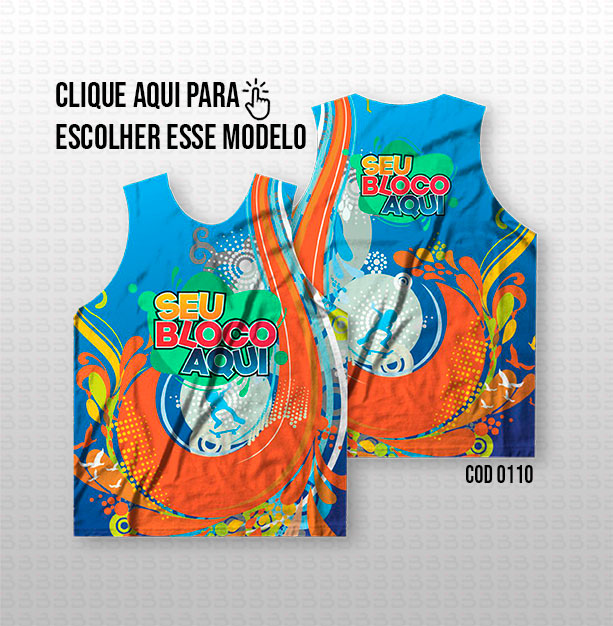 CLIQUE AQUI PARA
ESCOLHER ESSE MODELO
SEU
BLOCO
AQUI
SEU
BLOCO
AQUI
COD 0110